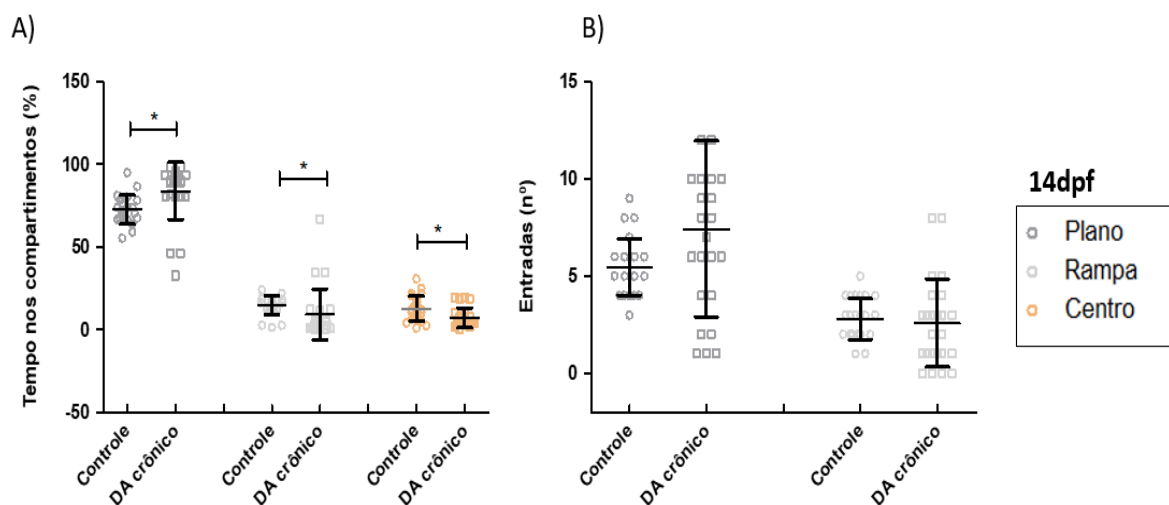 A)
Tempo nos compartimentos (%)
150
100
50
0
-50
*
*
*
Controle
DA crônico
Controle
DA crônico
Controle
DA crônico
B)
Entradas (nº)
15
10
5
0
Controle
DA crônico
Controle
DA crônico
14dpf
Plano
Rampa
Centro